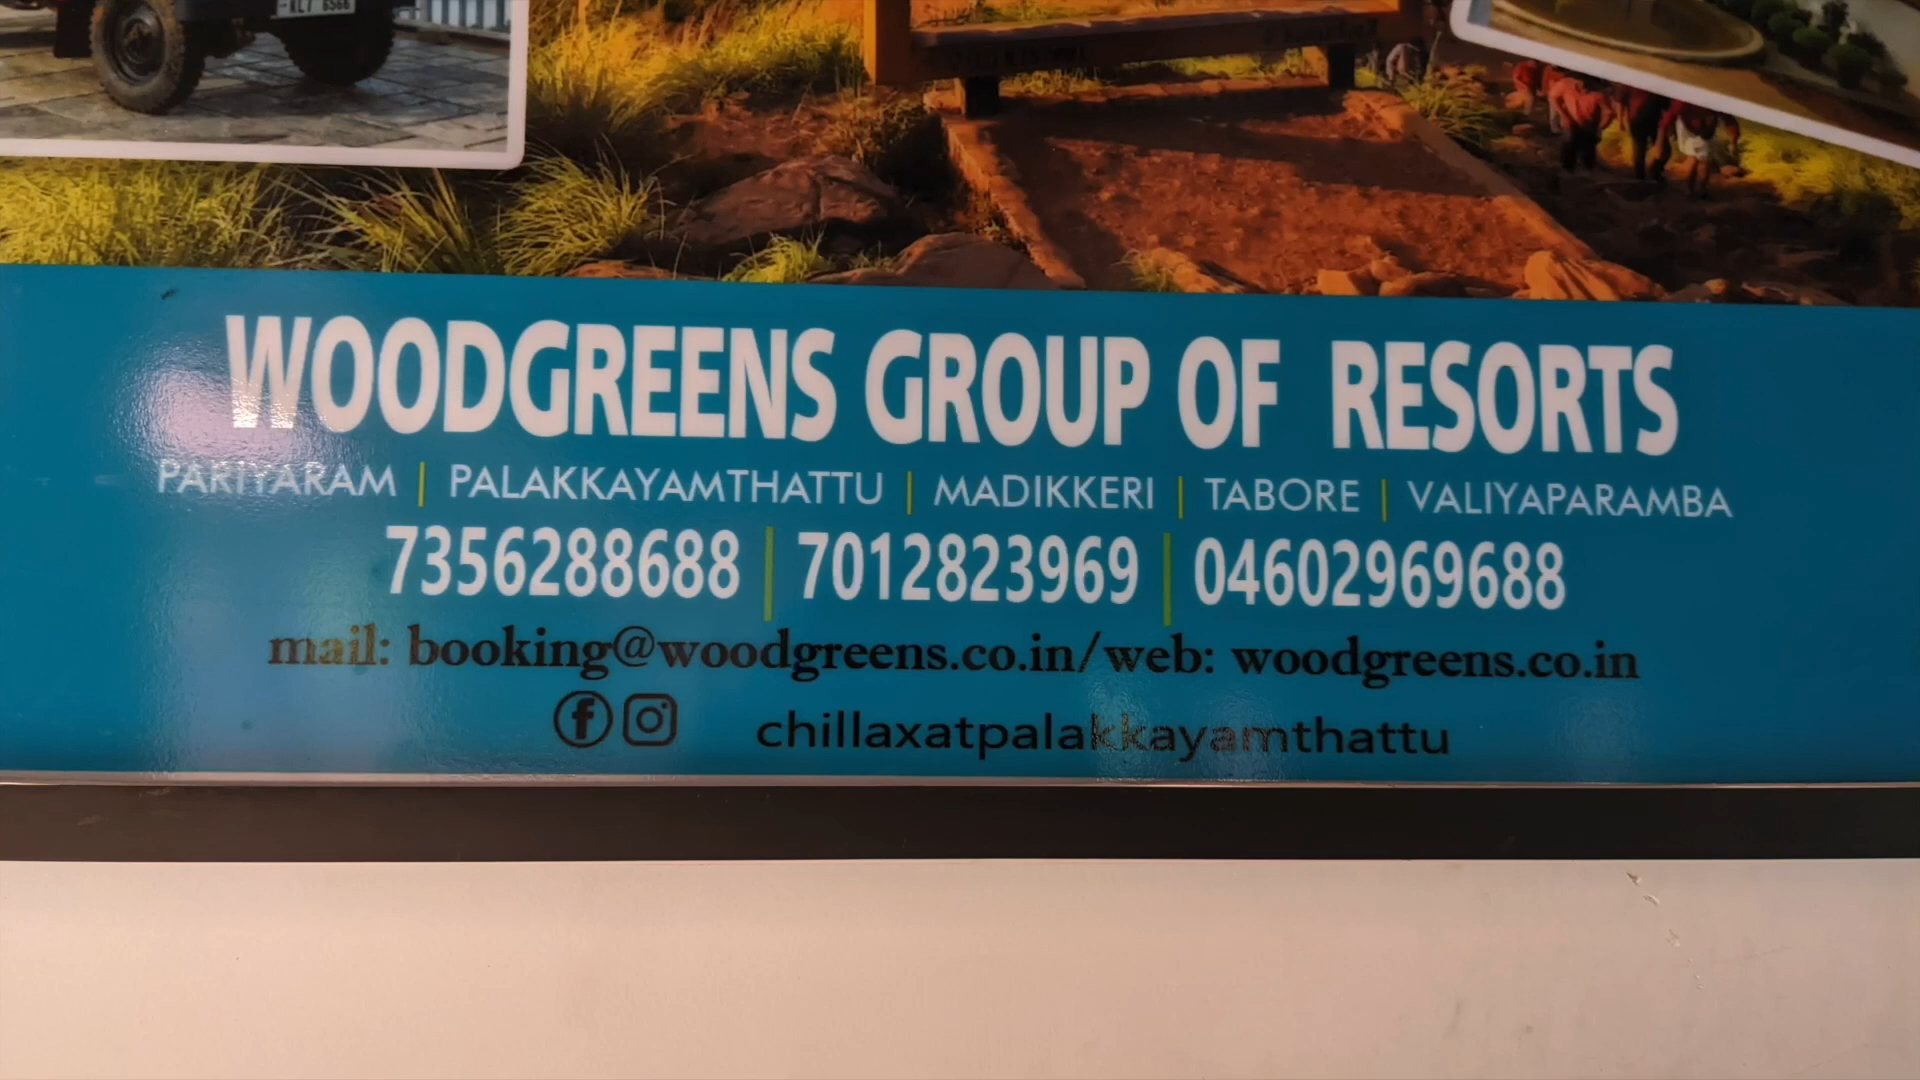 WOODGREENS GROUP OF RESORTS
PARIYARAM | PALAKKAYAMTHATTU | MADIKKERI | TABORE | VALIYAPARAMBA
7356288688 | 7012823969 | 04602969688
mail: booking@woodgreens.co.in/web: woodgreens.co.in
chillaxatpalakkayamthattu